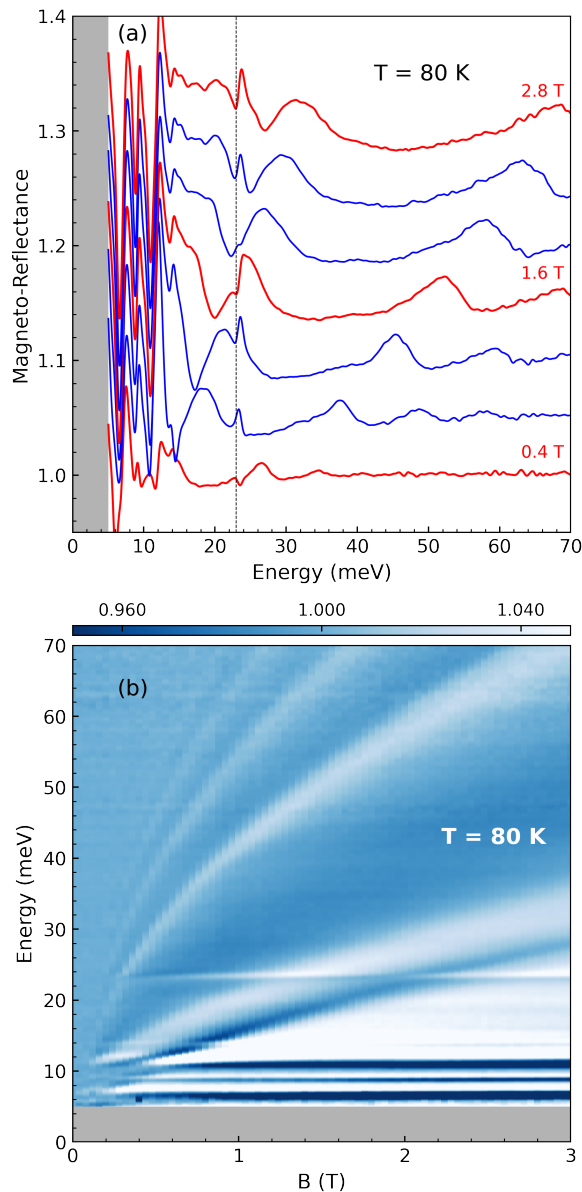 1.4
(a)
T = 80 K
2.8 T
1.3
1.2
1.6 T
1.1
0.4 T
1.0
Magneto-Reflectance
0 10 20 30 40 50 60 70
Energy (meV)
0.960 1.000 1.040
70
(b)
60
50
T = 80 K
40
30
20
10
0
Energy (meV)
0 1 2 3
B (T)